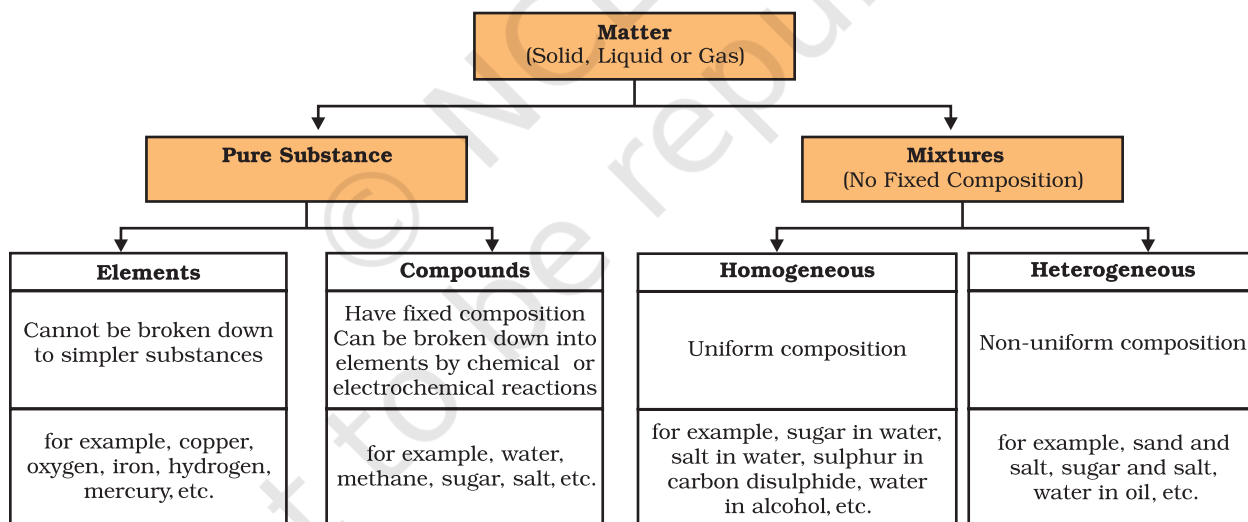 Matter
(Solid, Liquid or Gas)
Pure Substance
Mixtures
(No Fixed Composition)
Elements
Cannot be broken down
to simpler substances
for example, copper,
oxygen, iron, hydrogen,
mercury, etc.
Compounds
Have fixed composition
Can be broken down into
elements by chemical or
electrochemical reactions
for example, water,
methane, sugar, salt, etc.
Homogeneous
Uniform composition
for example, sugar in water,
salt in water, sulphur in
carbon disulphide, water
in alcohol, etc.
Heterogeneous
Non-uniform composition
for example, sand and
salt, sugar and salt,
water in oil, etc.
© NC
to be repu